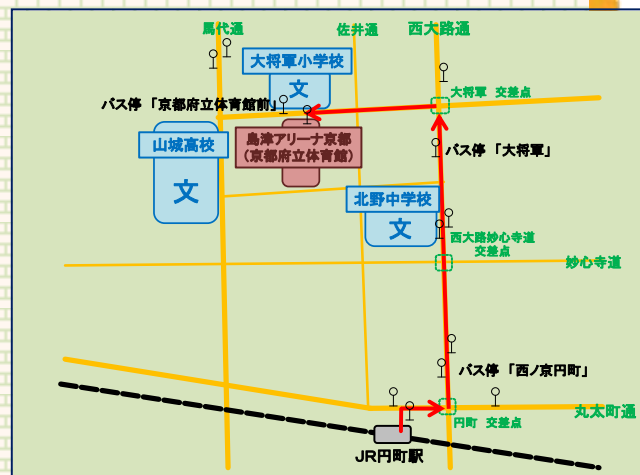 馬代通
佐井通
西大路通
大将軍小学校
文
大将軍 交差点
バス停 「京都府立体育館前」
山城高校
文
島津アリーナ京都
(京都府立体育館)
バス停 「大将軍」
北野中学校
文
西大路妙心寺道
交差点
妙心寺道
バス停 「西ノ京円町」
丸太町通
円町 交差点
JR円町駅